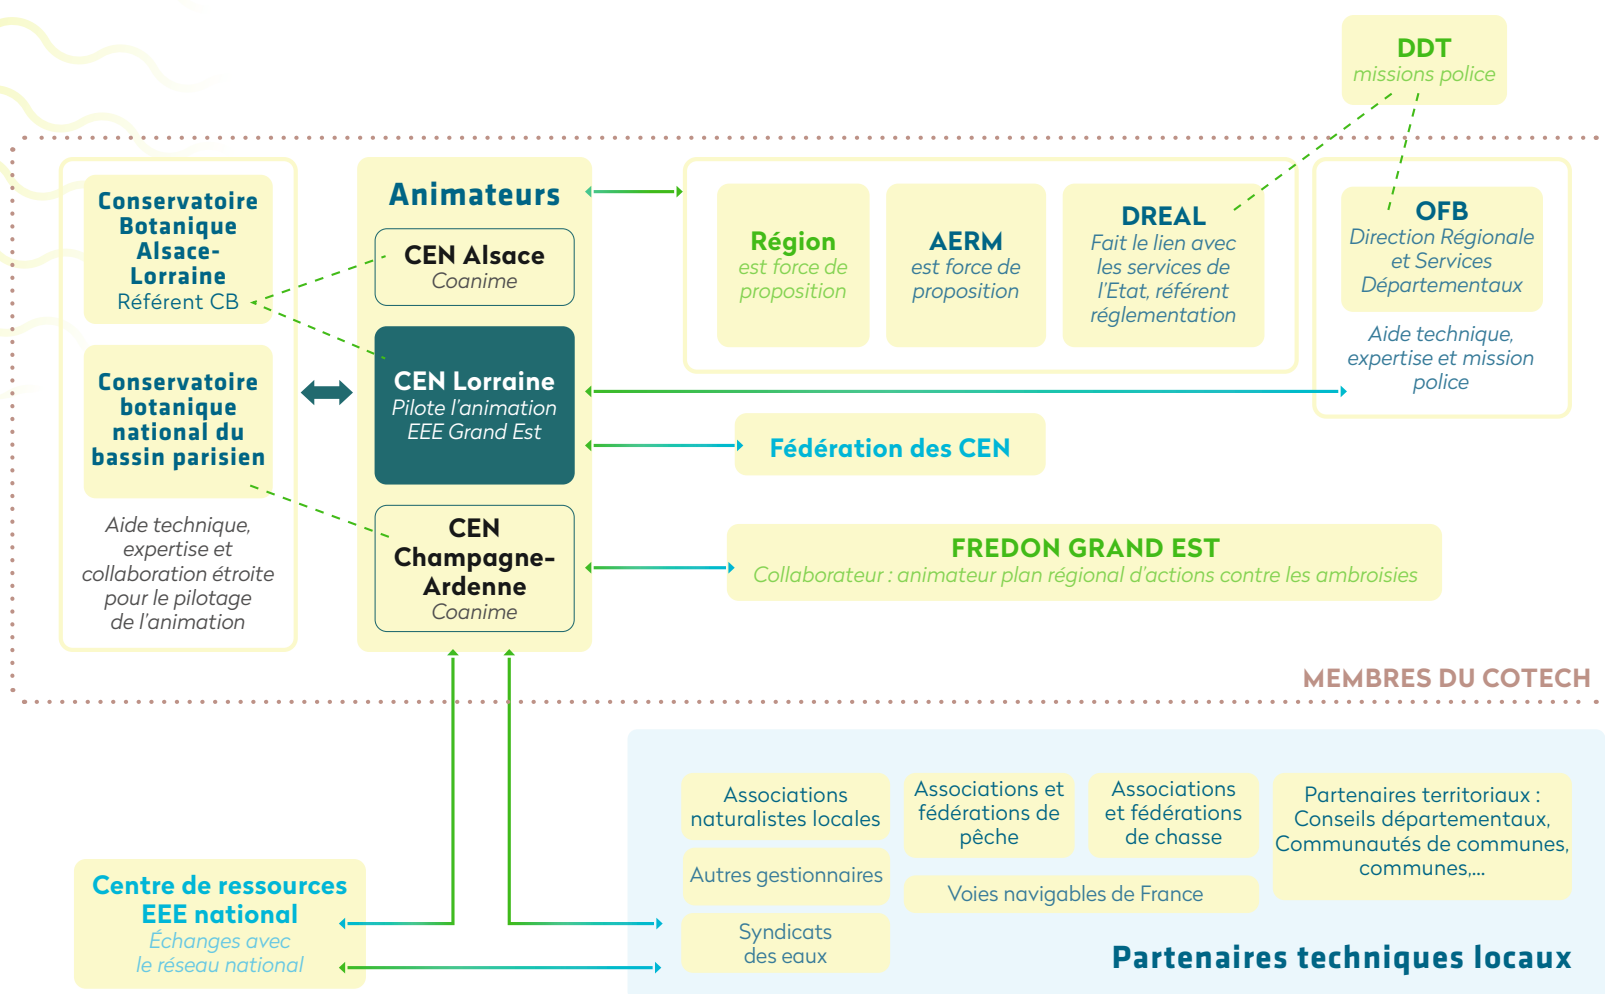 DDT
missions police
Conservatoire
Botanique
Alsace-
Lorraine
Référent CB
Conservatoire
botanique
national du
bassin parisien
Aide technique,
expertise et
collaboration étroite
pour le pilotage
de l'animation
Animateurs
CEN Alsace
Coanime
CEN Lorraine
Pilote l'animation
EEE Grand Est
CEN
Champagne-
Ardenne
Coanime
Région
est force de
proposition
AERM
est force de
proposition
DREAL
Fait le lien avec
les services de
l'Etat, référent
réglementation
OFB
Direction Régionale
et Services
Départementaux
Aide technique,
expertise et mission
police
Fédération des CEN
FREDON GRAND EST
Collaborateur : animateur plan régional d'actions contre les ambroisies
MEMBRES DU COTECH
Centre de ressources
EEE national
Échanges avec
le réseau national
Associations
naturalistes locales
Autres gestionnaires
Syndicats
des eaux
Associations et
fédérations de
pêche
Associations
et fédérations
de chasse
Voies navigables de France
Partenaires territoriaux :
Conseils départementaux,
Communautés de communes,
communes,...
Partenaires techniques locaux